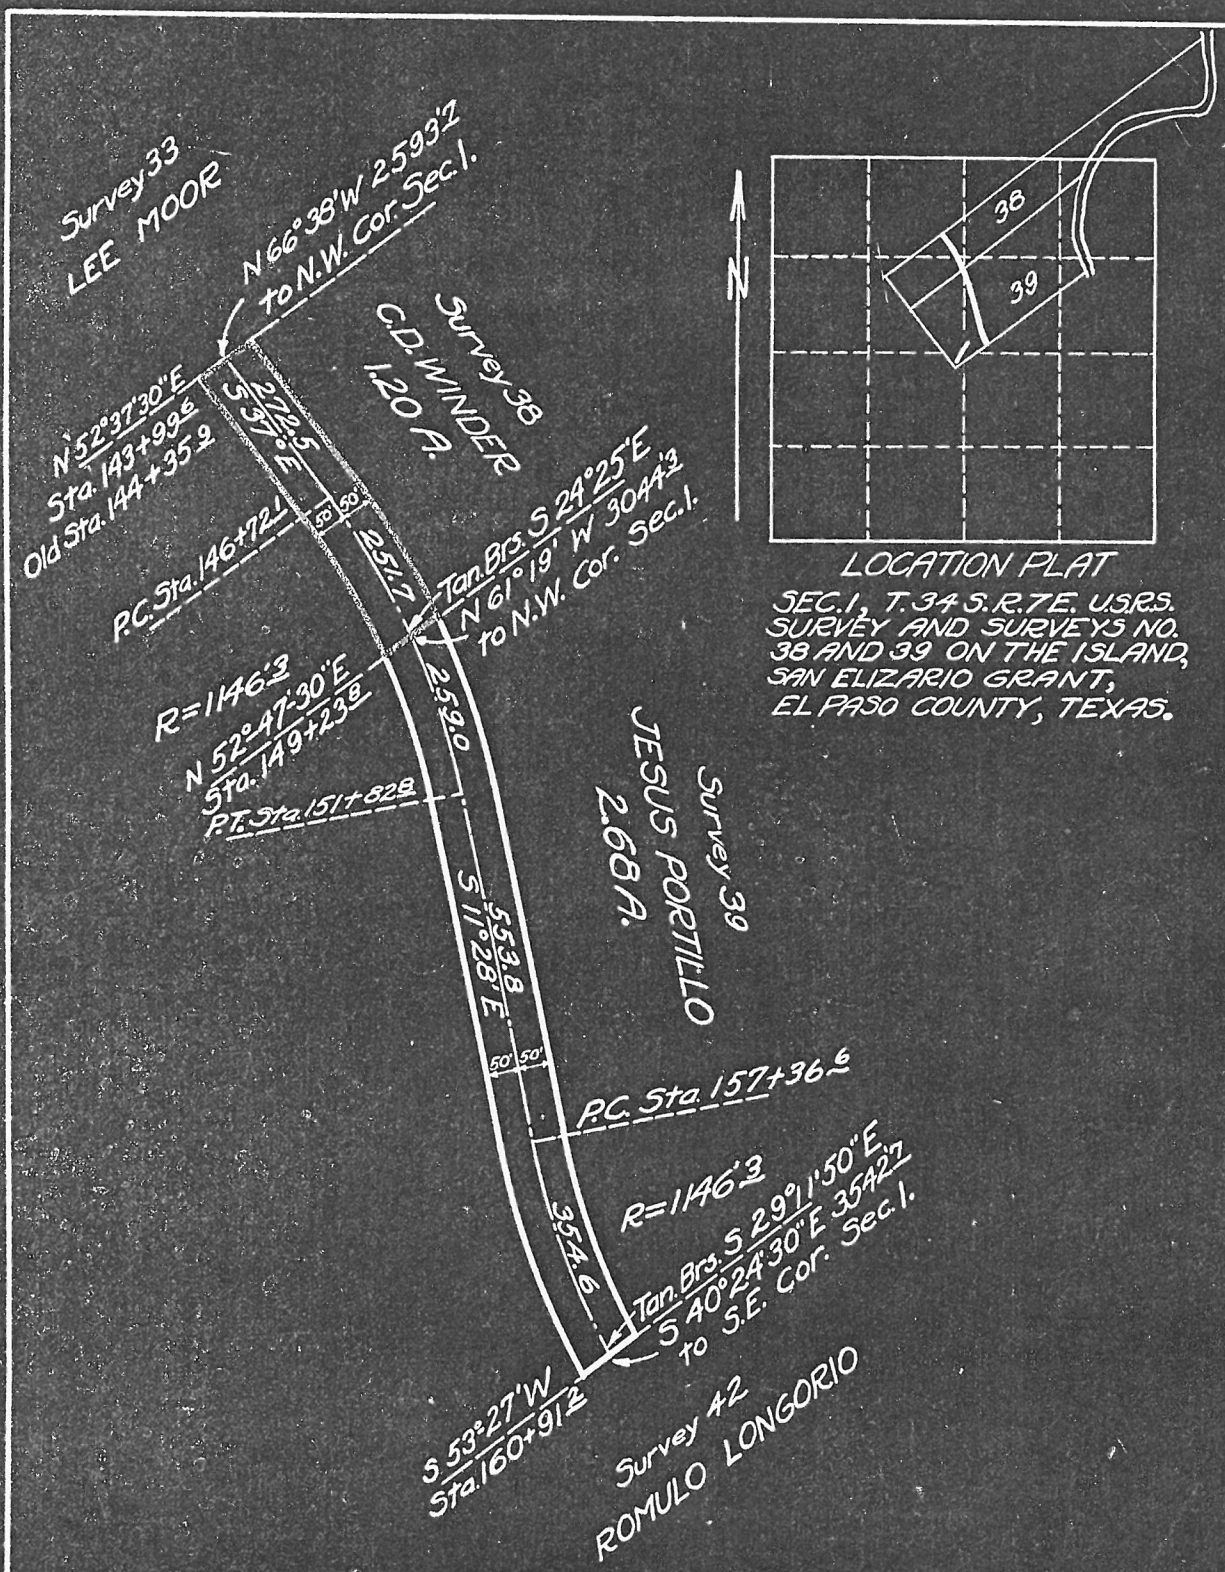 Survey 33
LEE MOOR
N 66°38'W 2593'.2
to N.W. Cor. Sec.1.
Survey 38
C.D. WINDER
1.20 A.
N 52°37'30"E
Sta. 143+99.6
Old Sta. 144+35.9
272.5
S 37° E
P.C. Sta. 146+72.1
50' 50'
251.7
Tan. Brs. S 24°25'E
N 61°19' W 3044'.3
to N.W. Cor. Sec.1.
R=1146'.3
N 52°47'30"E
Sta. 149+23.8
259.0
P.T. Sta. 151+82.8
Survey 39
JESUS PORTILLO
2.68 A.
553.8
S 11°28' E
50' 50'
P.C. Sta. 157+36.6
R=1146'.3
354.6
Tan. Brs. S 29°11'50"E
S 40°24'30"E 3542'.7
to S.E. Cor. Sec.1.
S 53°27'W
Sta. 160+91.2
Survey 42
ROMULO LONGORIO
N
38
39
LOCATION PLAT
SEC.1, T.34 S. R.7E. U.S.R.S.
SURVEY AND SURVEYS NO.
38 AND 39 ON THE ISLAND,
SAN ELIZARIO GRANT,
EL PASO COUNTY, TEXAS.